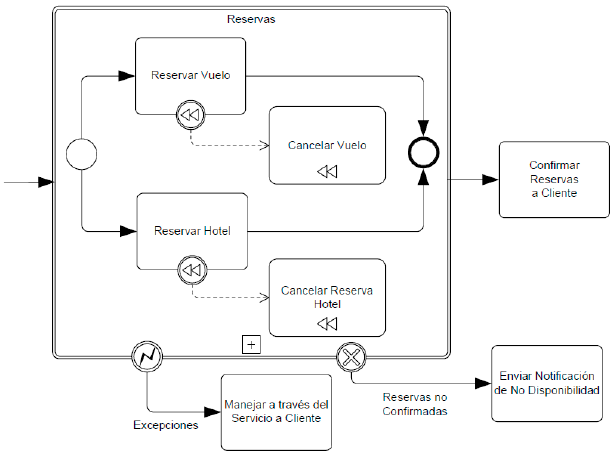 Reservas
Reservar Vuelo
Cancelar Vuelo
Confirmar
Reservas
a Cliente
Reservar Hotel
Cancelar Reserva
Hotel
Enviar Notificación
de No Disponibilidad
Reservas no
Confirmadas
Manejar a través del
Servicio a Cliente
Excepciones